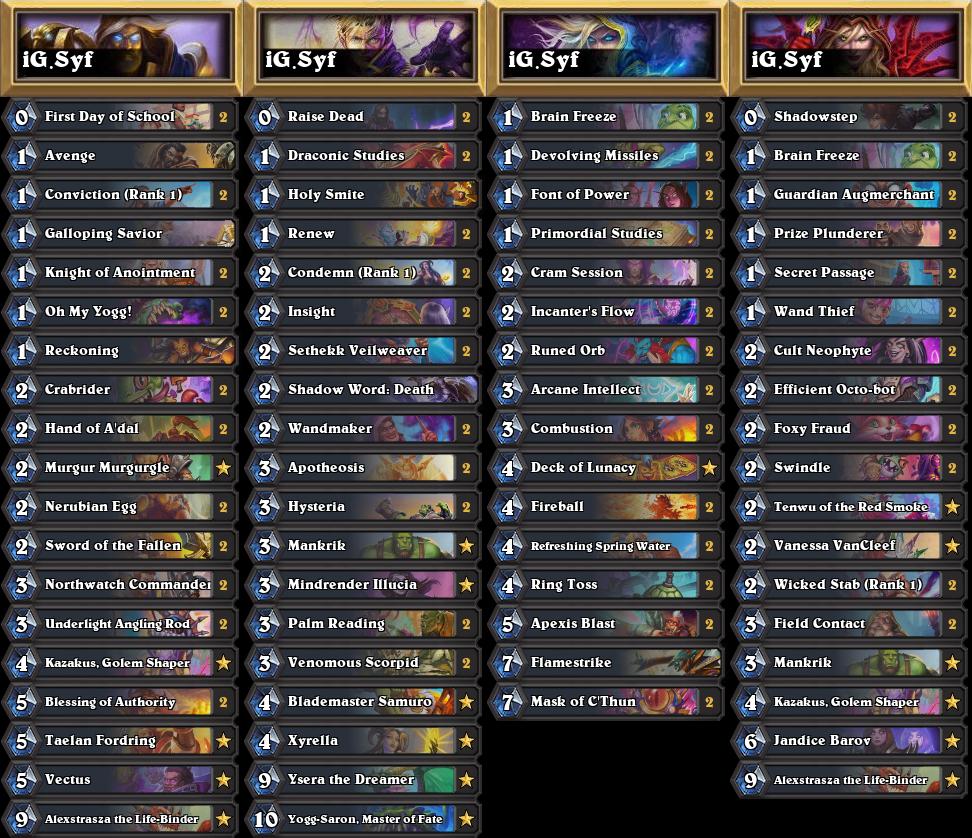 iG.Syf
0 First Day of School 2
1 Avenge
1 Conviction (Rank 1) 2
1 Galloping Savior
1 Knight of Anointment 2
1 Oh My Yogg! 2
1 Reckoning
2 Crabrider 2
2 Hand of A'dal 2
2 Murgur Murgurgle
2 Nerubian Egg 2
2 Sword of the Fallen 2
3 Northwatch Commander 2
3 Underlight Angling Rod 2
4 Kazakus, Golem Shaper
5 Blessing of Authority 2
5 Taelan Fordring
5 Vectus
9 Alexstrasza the Life-Binder
iG.Syf
0 Raise Dead 2
1 Draconic Studies 2
1 Holy Smite
1 Renew 2
2 Condemn (Rank 1) 2
2 Insight 2
2 Sethekk Veilweaver 2
2 Shadow Word: Death
2 Wandmaker 2
3 Apotheosis 2
3 Hysteria 2
3 Mankrik
3 Mindrender Illucia
3 Palm Reading 2
3 Venomous Scorpid 2
4 Blademaster Samuro
4 Xyrella
9 Ysera the Dreamer
10 Yogg-Saron, Master of Fate
iG.Syf
1 Brain Freeze 2
1 Devolving Missiles 2
1 Font of Power 2
1 Primordial Studies 2
2 Cram Session 2
2 Incanter's Flow 2
2 Runed Orb 2
3 Arcane Intellect 2
3 Combustion 2
4 Deck of Lunacy
4 Fireball 2
4 Refreshing Spring Water 2
4 Ring Toss 2
5 Apexis Blast 2
7 Flamestrike
7 Mask of C'Thun 2
iG.Syf
0 Shadowstep 2
1 Brain Freeze 2
1 Guardian Augmerchant 2
1 Prize Plunderer 2
1 Secret Passage 2
1 Wand Thief 2
2 Cult Neophyte 2
2 Efficient Octo-bot 2
2 Foxy Fraud 2
2 Swindle 2
2 Tenwu of the Red Smoke
2 Vanessa VanCleef
2 Wicked Stab (Rank 1) 2
3 Field Contact 2
3 Mankrik
4 Kazakus, Golem Shaper
6 Jandice Barov
9 Alexstrasza the Life-Binder